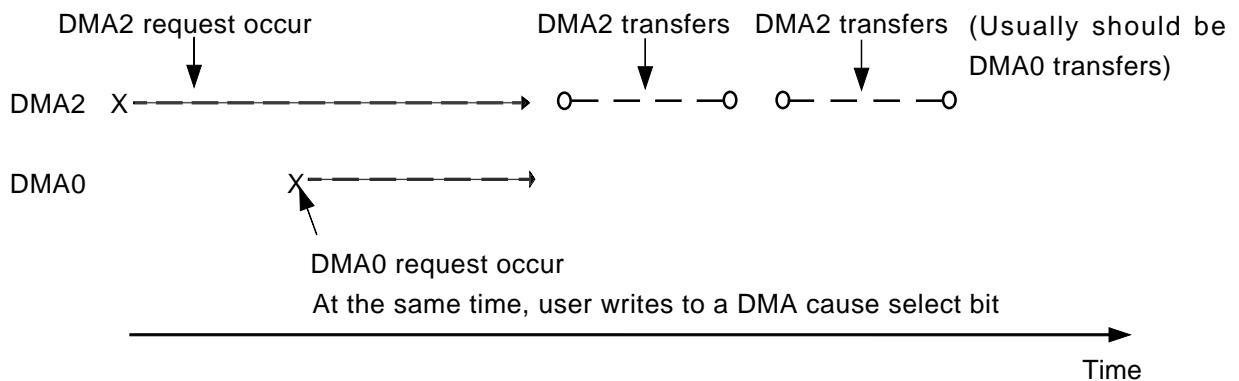 DMA2 request occur
DMA2 transfers
DMA2 transfers
(Usually should be
DMA0 transfers)
DMA2 X
DMA0
X
DMA0 request occur
At the same time, user writes to a DMA cause select bit
Time